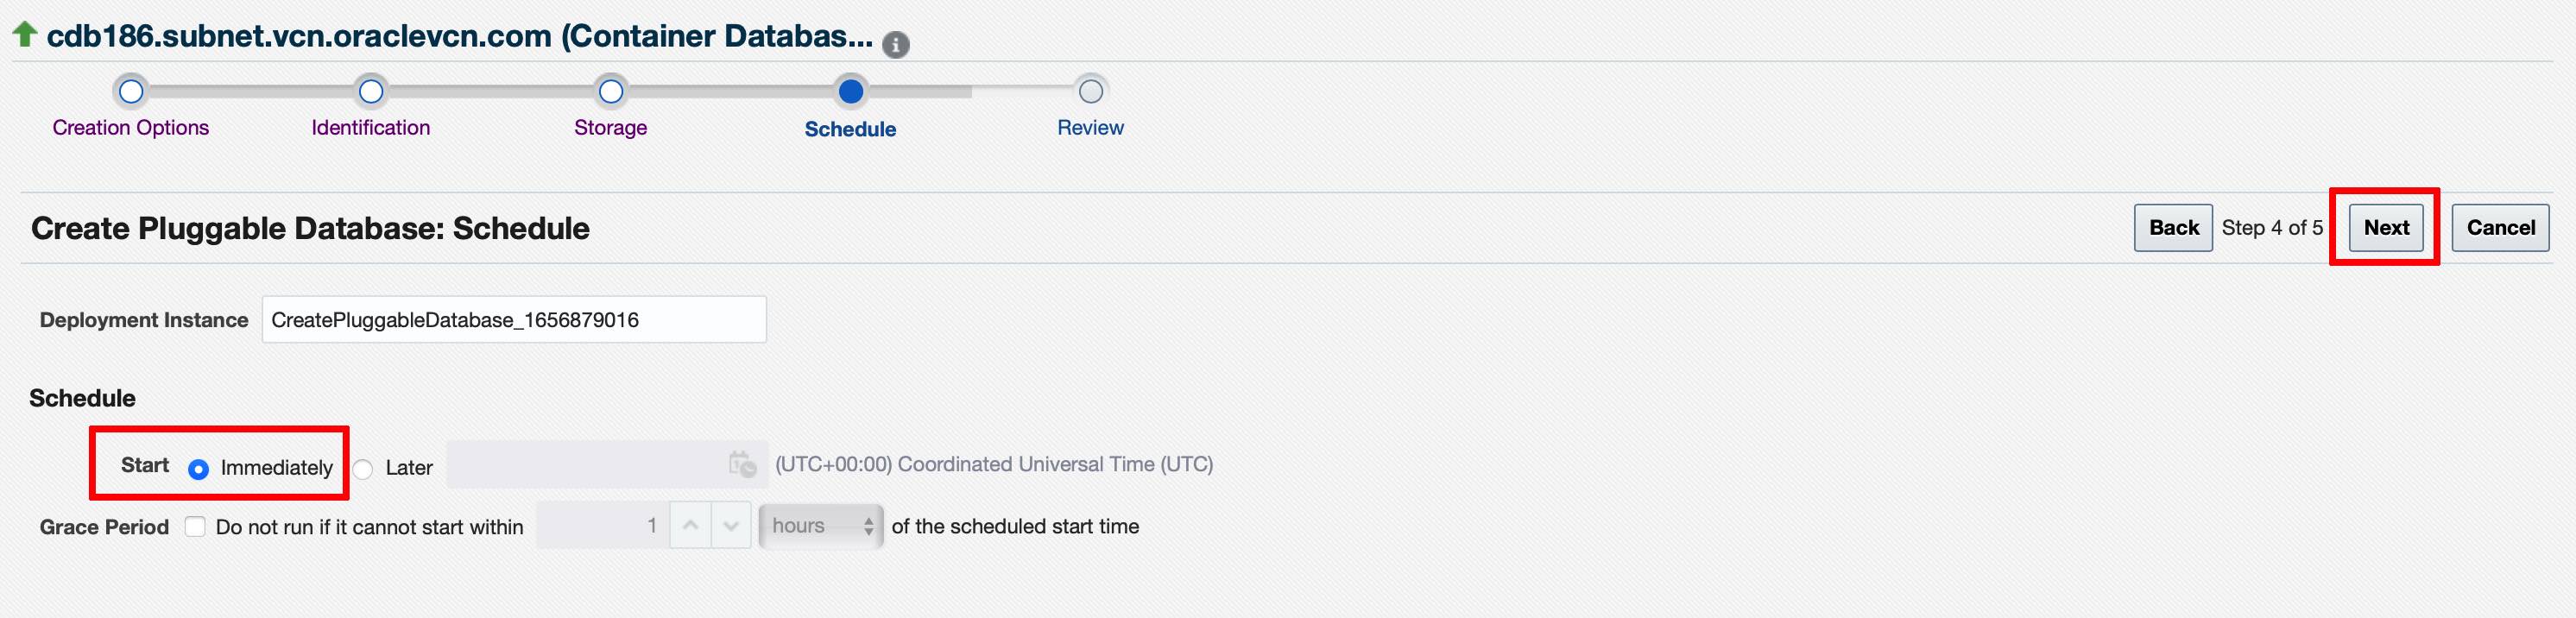 cdb186.subnet.vcn.oraclevcn.com (Container Databas...
Creation Options Identification Storage Schedule Review
Create Pluggable Database: Schedule Back Step 4 of 5 Next Cancel
Deployment Instance CreatePluggableDatabase_1656879016
Schedule
Start Immediately Later (UTC+00:00) Coordinated Universal Time (UTC)
Grace Period Do not run if it cannot start within 1 hours of the scheduled start time